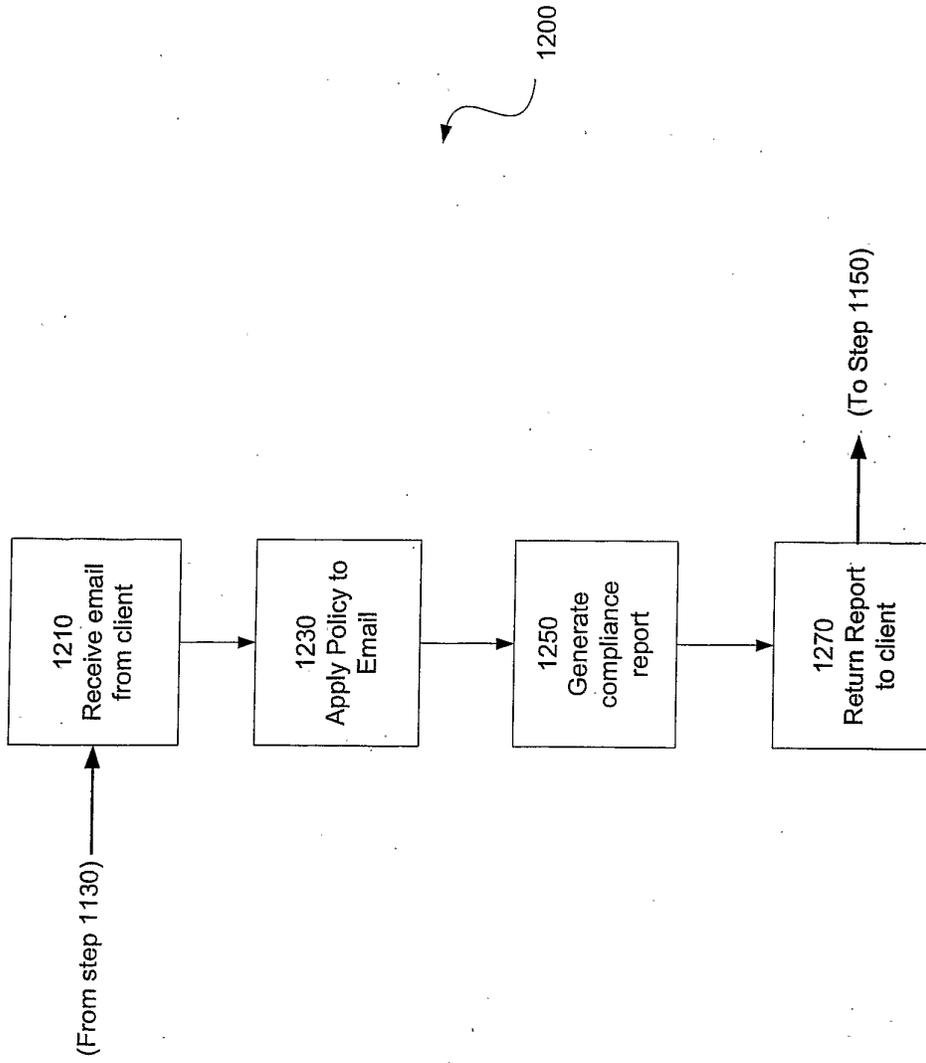 (From step 1130)
1210
Receive email
from client
1230
Apply Policy to
Email
1250
Generate
compliance
report
1270
Return Report
to client
(To Step 1150)
1200